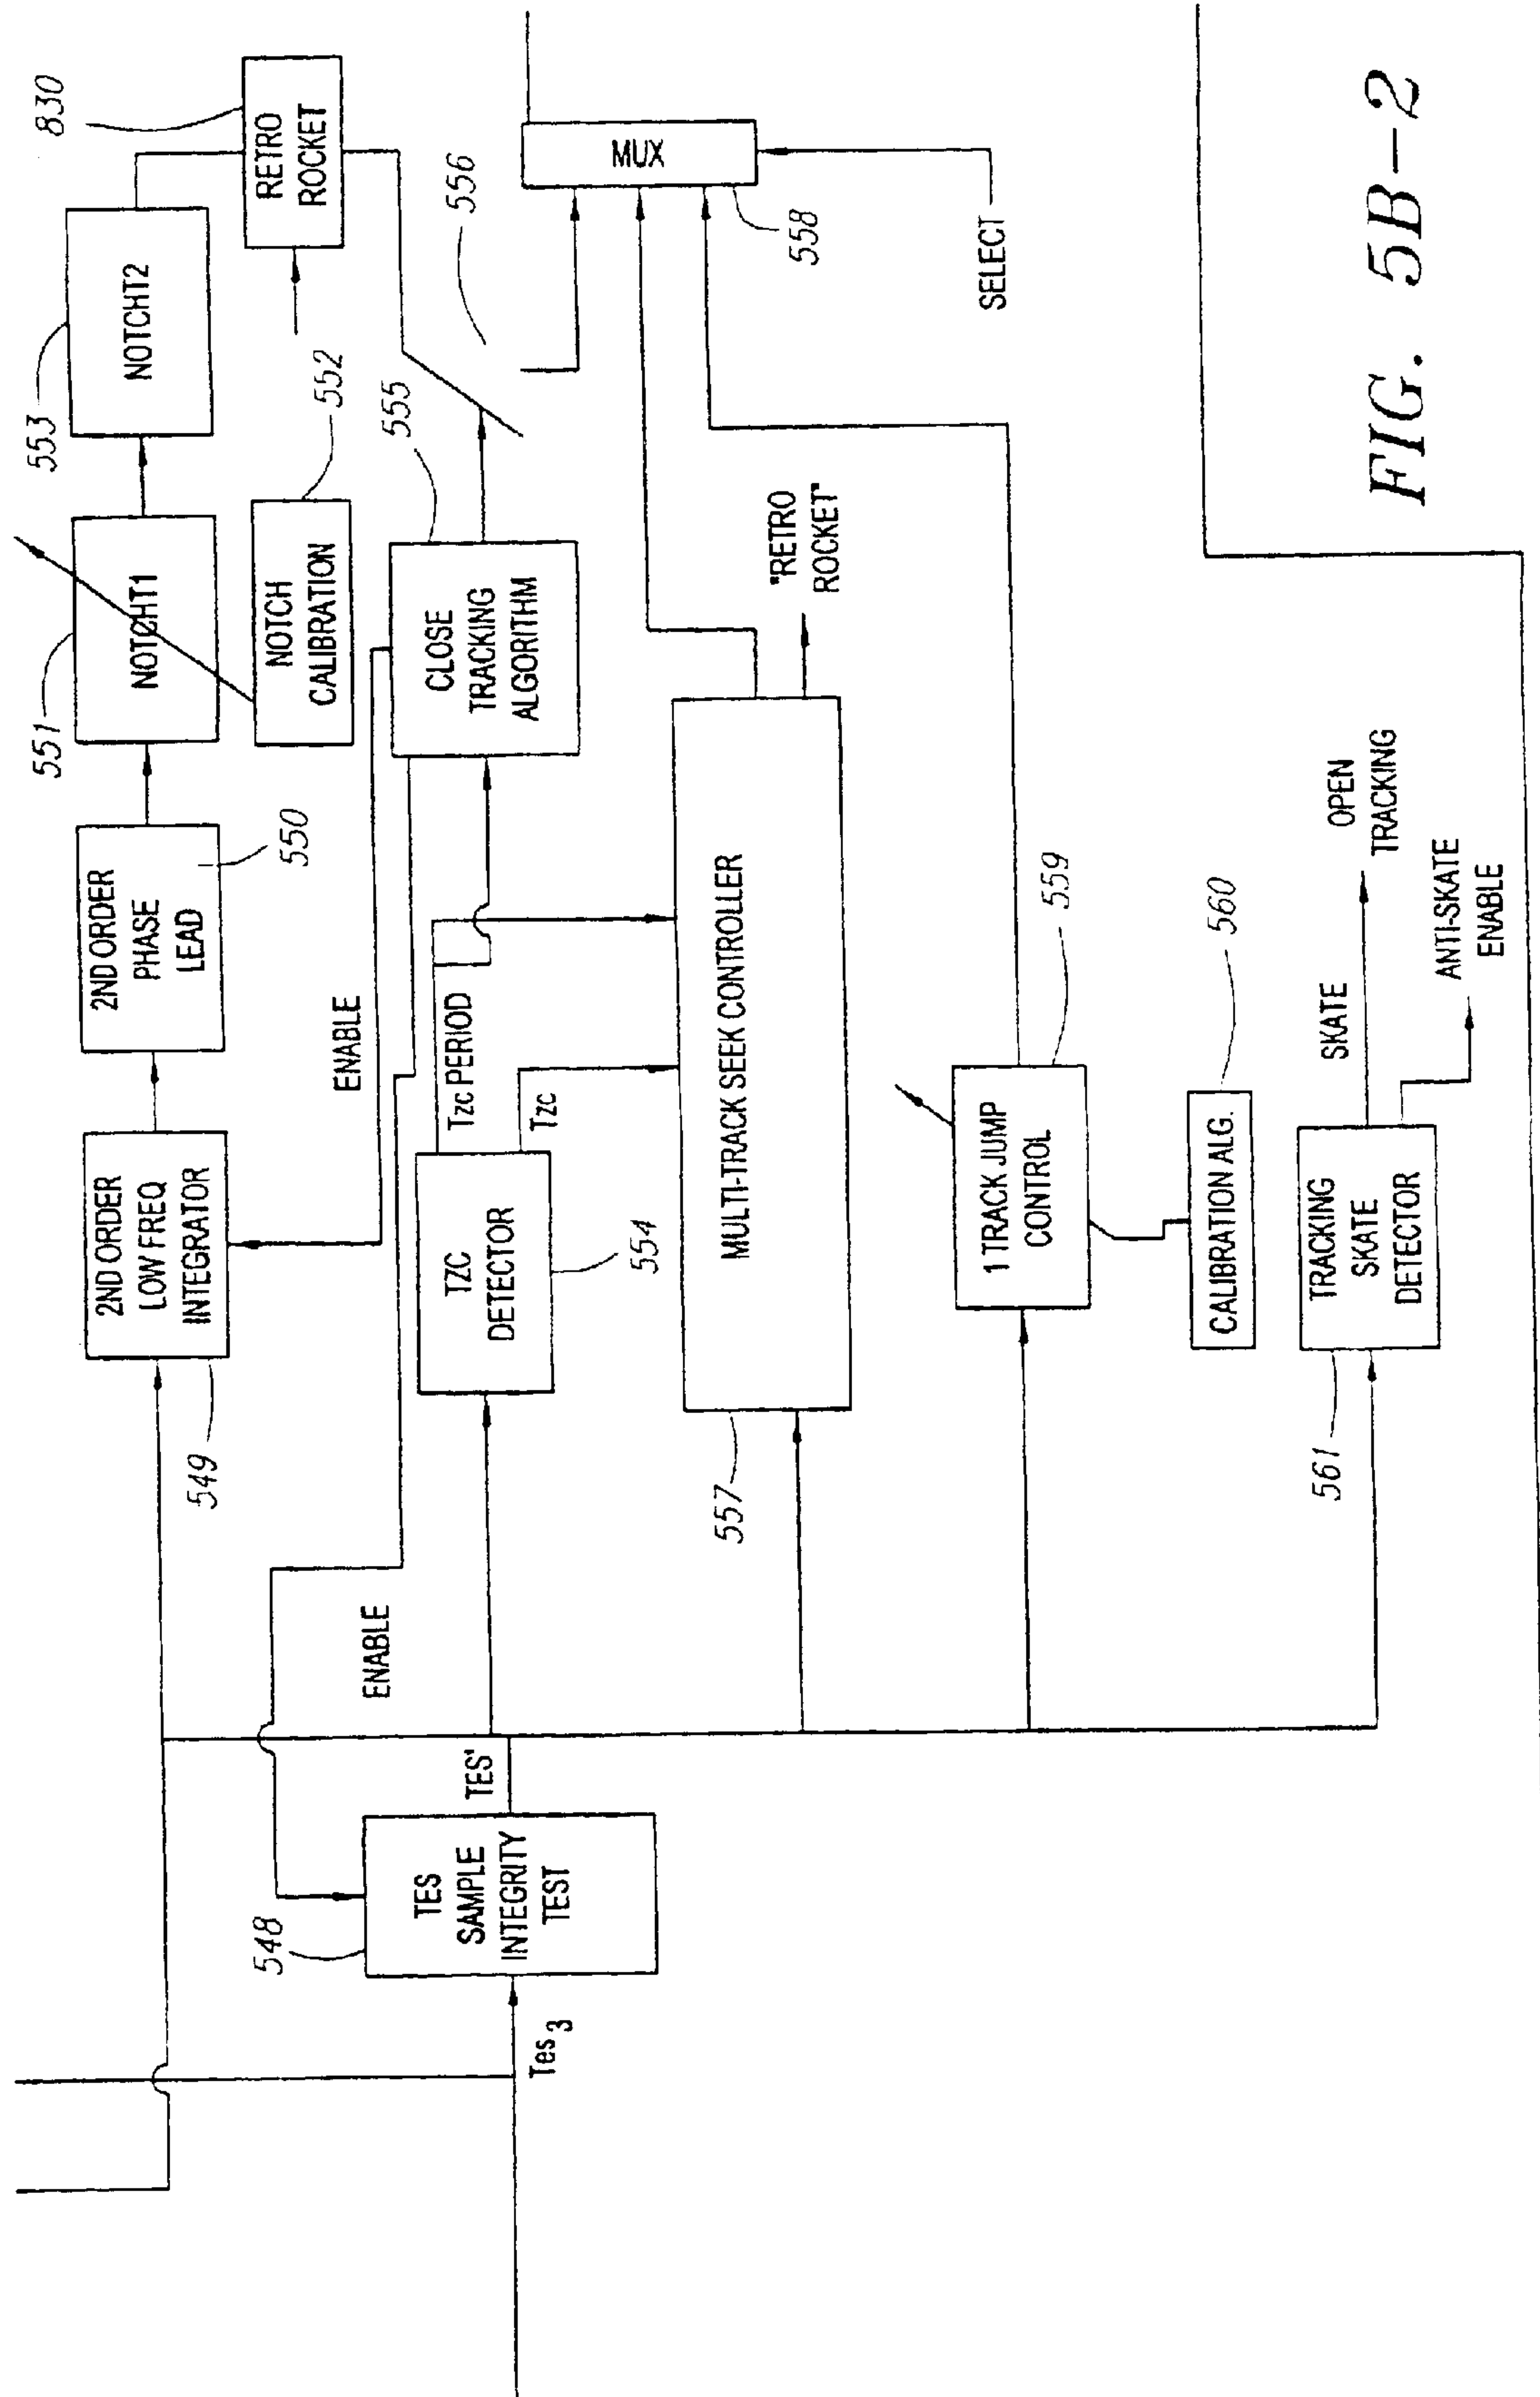 830
553
NOTCHT2
RETRO
ROCKET
551
NOTCHT1
552
NOTCH
CALIBRATION
556
555
CLOSE
TRACKING
ALGORITHM
MUX
558
SELECT
2ND ORDER
PHASE
LEAD
550
2ND ORDER
LOW FREQ
INTEGRATOR
549
ENABLE
Tzc PERIOD
Tzc
TZC
DETECTOR
554
"RETRO
ROCKET"
MULTI-TRACK SEEK CONTROLLER
557
ENABLE
TES
SAMPLE
INTEGRITY
TEST
548
TES'
Tes3
1 TRACK JUMP
CONTROL
559
CALIBRATION ALG.
560
TRACKING
SKATE
DETECTOR
561
SKATE
OPEN
TRACKING
ANTI-SKATE
ENABLE
FIG. 5B-2